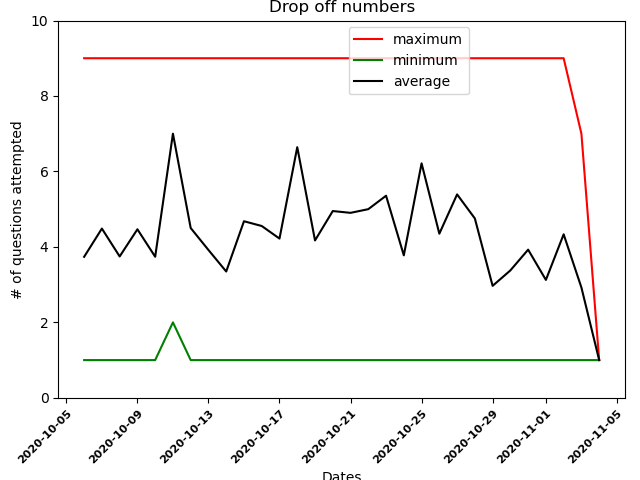 Drop off numbers
maximum
minimum
average
# of questions attempted
10
8
6
4
2
0
2020-10-05
2020-10-09
2020-10-13
2020-10-17
2020-10-21
2020-10-25
2020-10-29
2020-11-01
2020-11-05
Dates